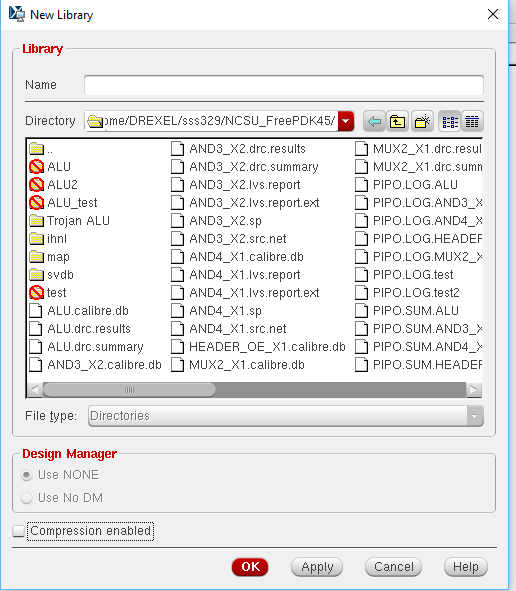 New Library
Library
Name
Directory ome/DREXEL/sss329/NCSU_FreePDK45/
..
ALU
ALU2
ALU_test
Trojan ALU
ihnl
map
svdb
test
ALU.calibre.db
ALU.drc.results
ALU.drc.summary
AND3_X2.calibre.db
AND3_X2.drc.results
AND3_X2.drc.summary
AND3_X2.lvs.report
AND3_X2.lvs.report.ext
AND3_X2.sp
AND3_X2.src.net
AND4_X1.calibre.db
AND4_X1.lvs.report
AND4_X1.lvs.report.ext
AND4_X1.sp
AND4_X1.src.net
HEADER_OE_X1.calibre.db
MUX2_X1.calibre.db
MUX2_X1.drc.resul
MUX2_X1.drc.sum
PIPO.LOG.ALU
PIPO.LOG.AND3_X
PIPO.LOG.AND4_X
PIPO.LOG.HEADER
PIPO.LOG.MUX2_X
PIPO.LOG.test
PIPO.LOG.test2
PIPO.SUM.ALU
PIPO.SUM.AND3_X
PIPO.SUM.AND4_X
PIPO.SUM.HEADER
File type: Directories
Design Manager
Use NONE
Use No DM
Compression enabled
OK Apply Cancel Help